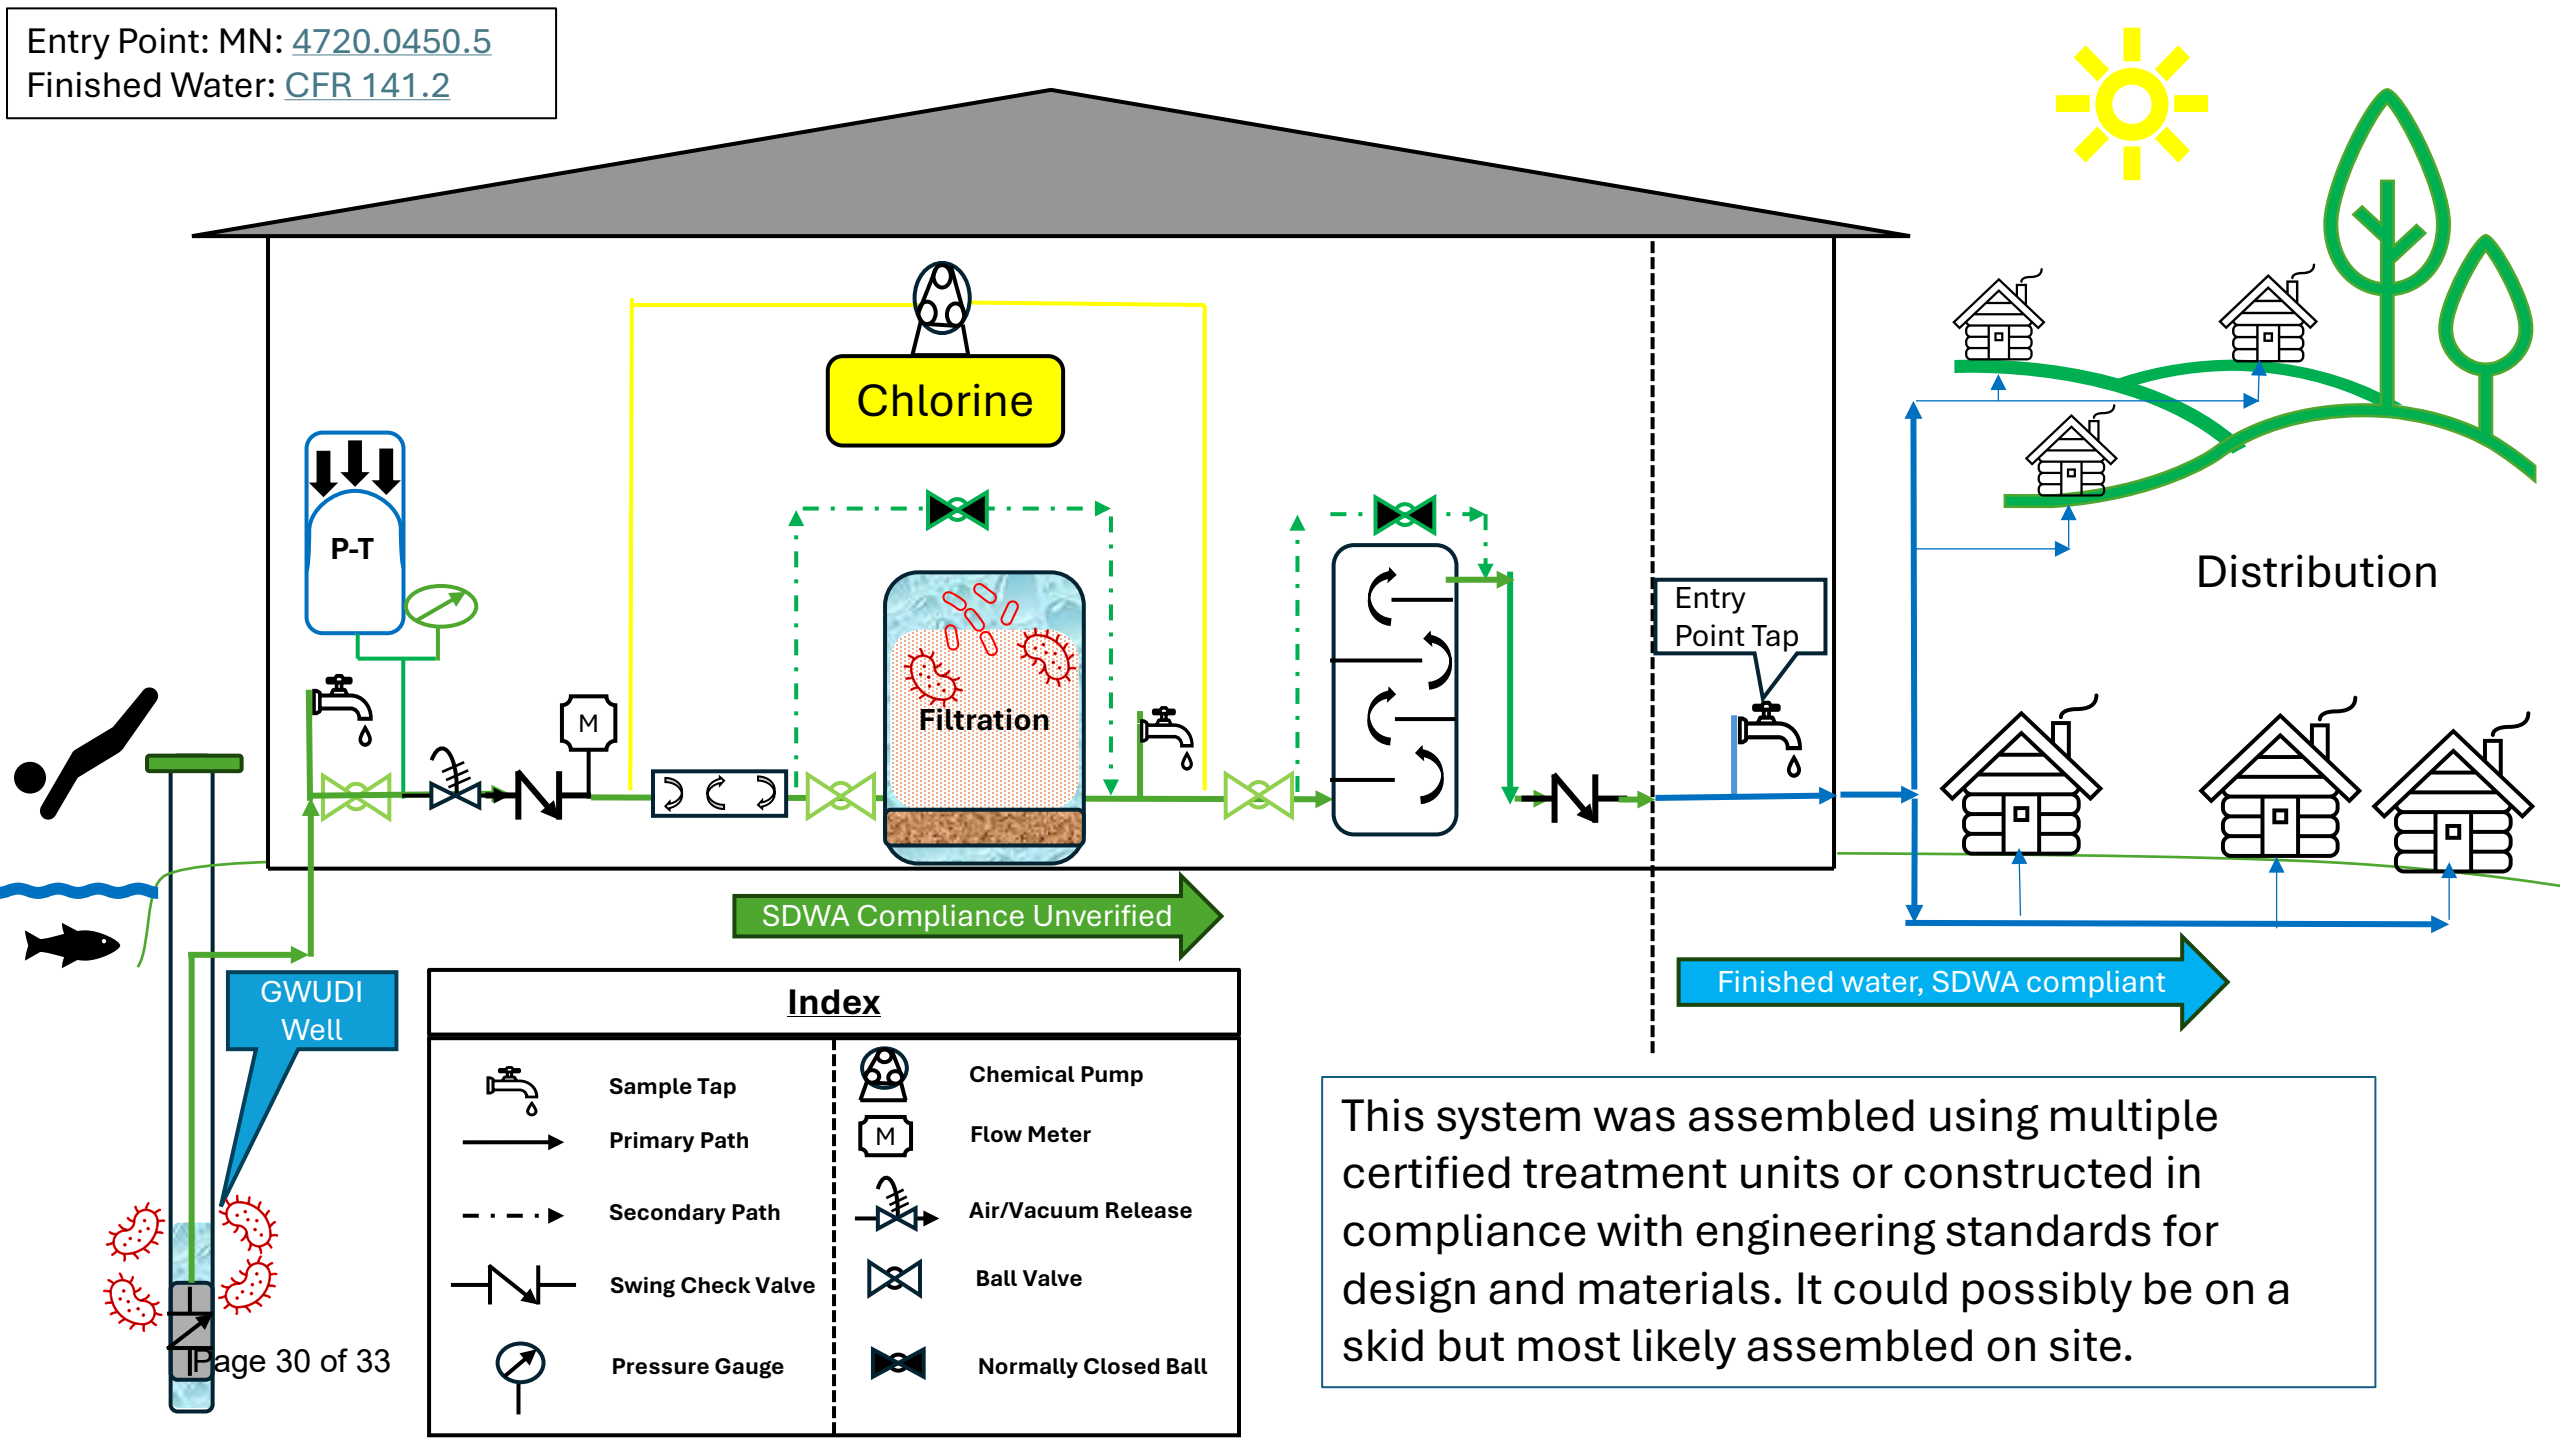 Entry Point: MN: 4720.0450.5
Finished Water: CFR 141.2
Chlorine
P-T
M
Filtration
Entry
Point Tap
Distribution
SDWA Compliance Unverified
Finished water, SDWA compliant
GWUDI
Well
Index
Sample Tap
Primary Path
Secondary Path
Swing Check Valve
Pressure Gauge
Chemical Pump
M
Flow Meter
Air/Vacuum Release
Ball Valve
Normally Closed Ball
This system was assembled using multiple
certified treatment units or constructed in
compliance with engineering standards for
design and materials. It could possibly be on a
skid but most likely assembled on site.
Page 30 of 33